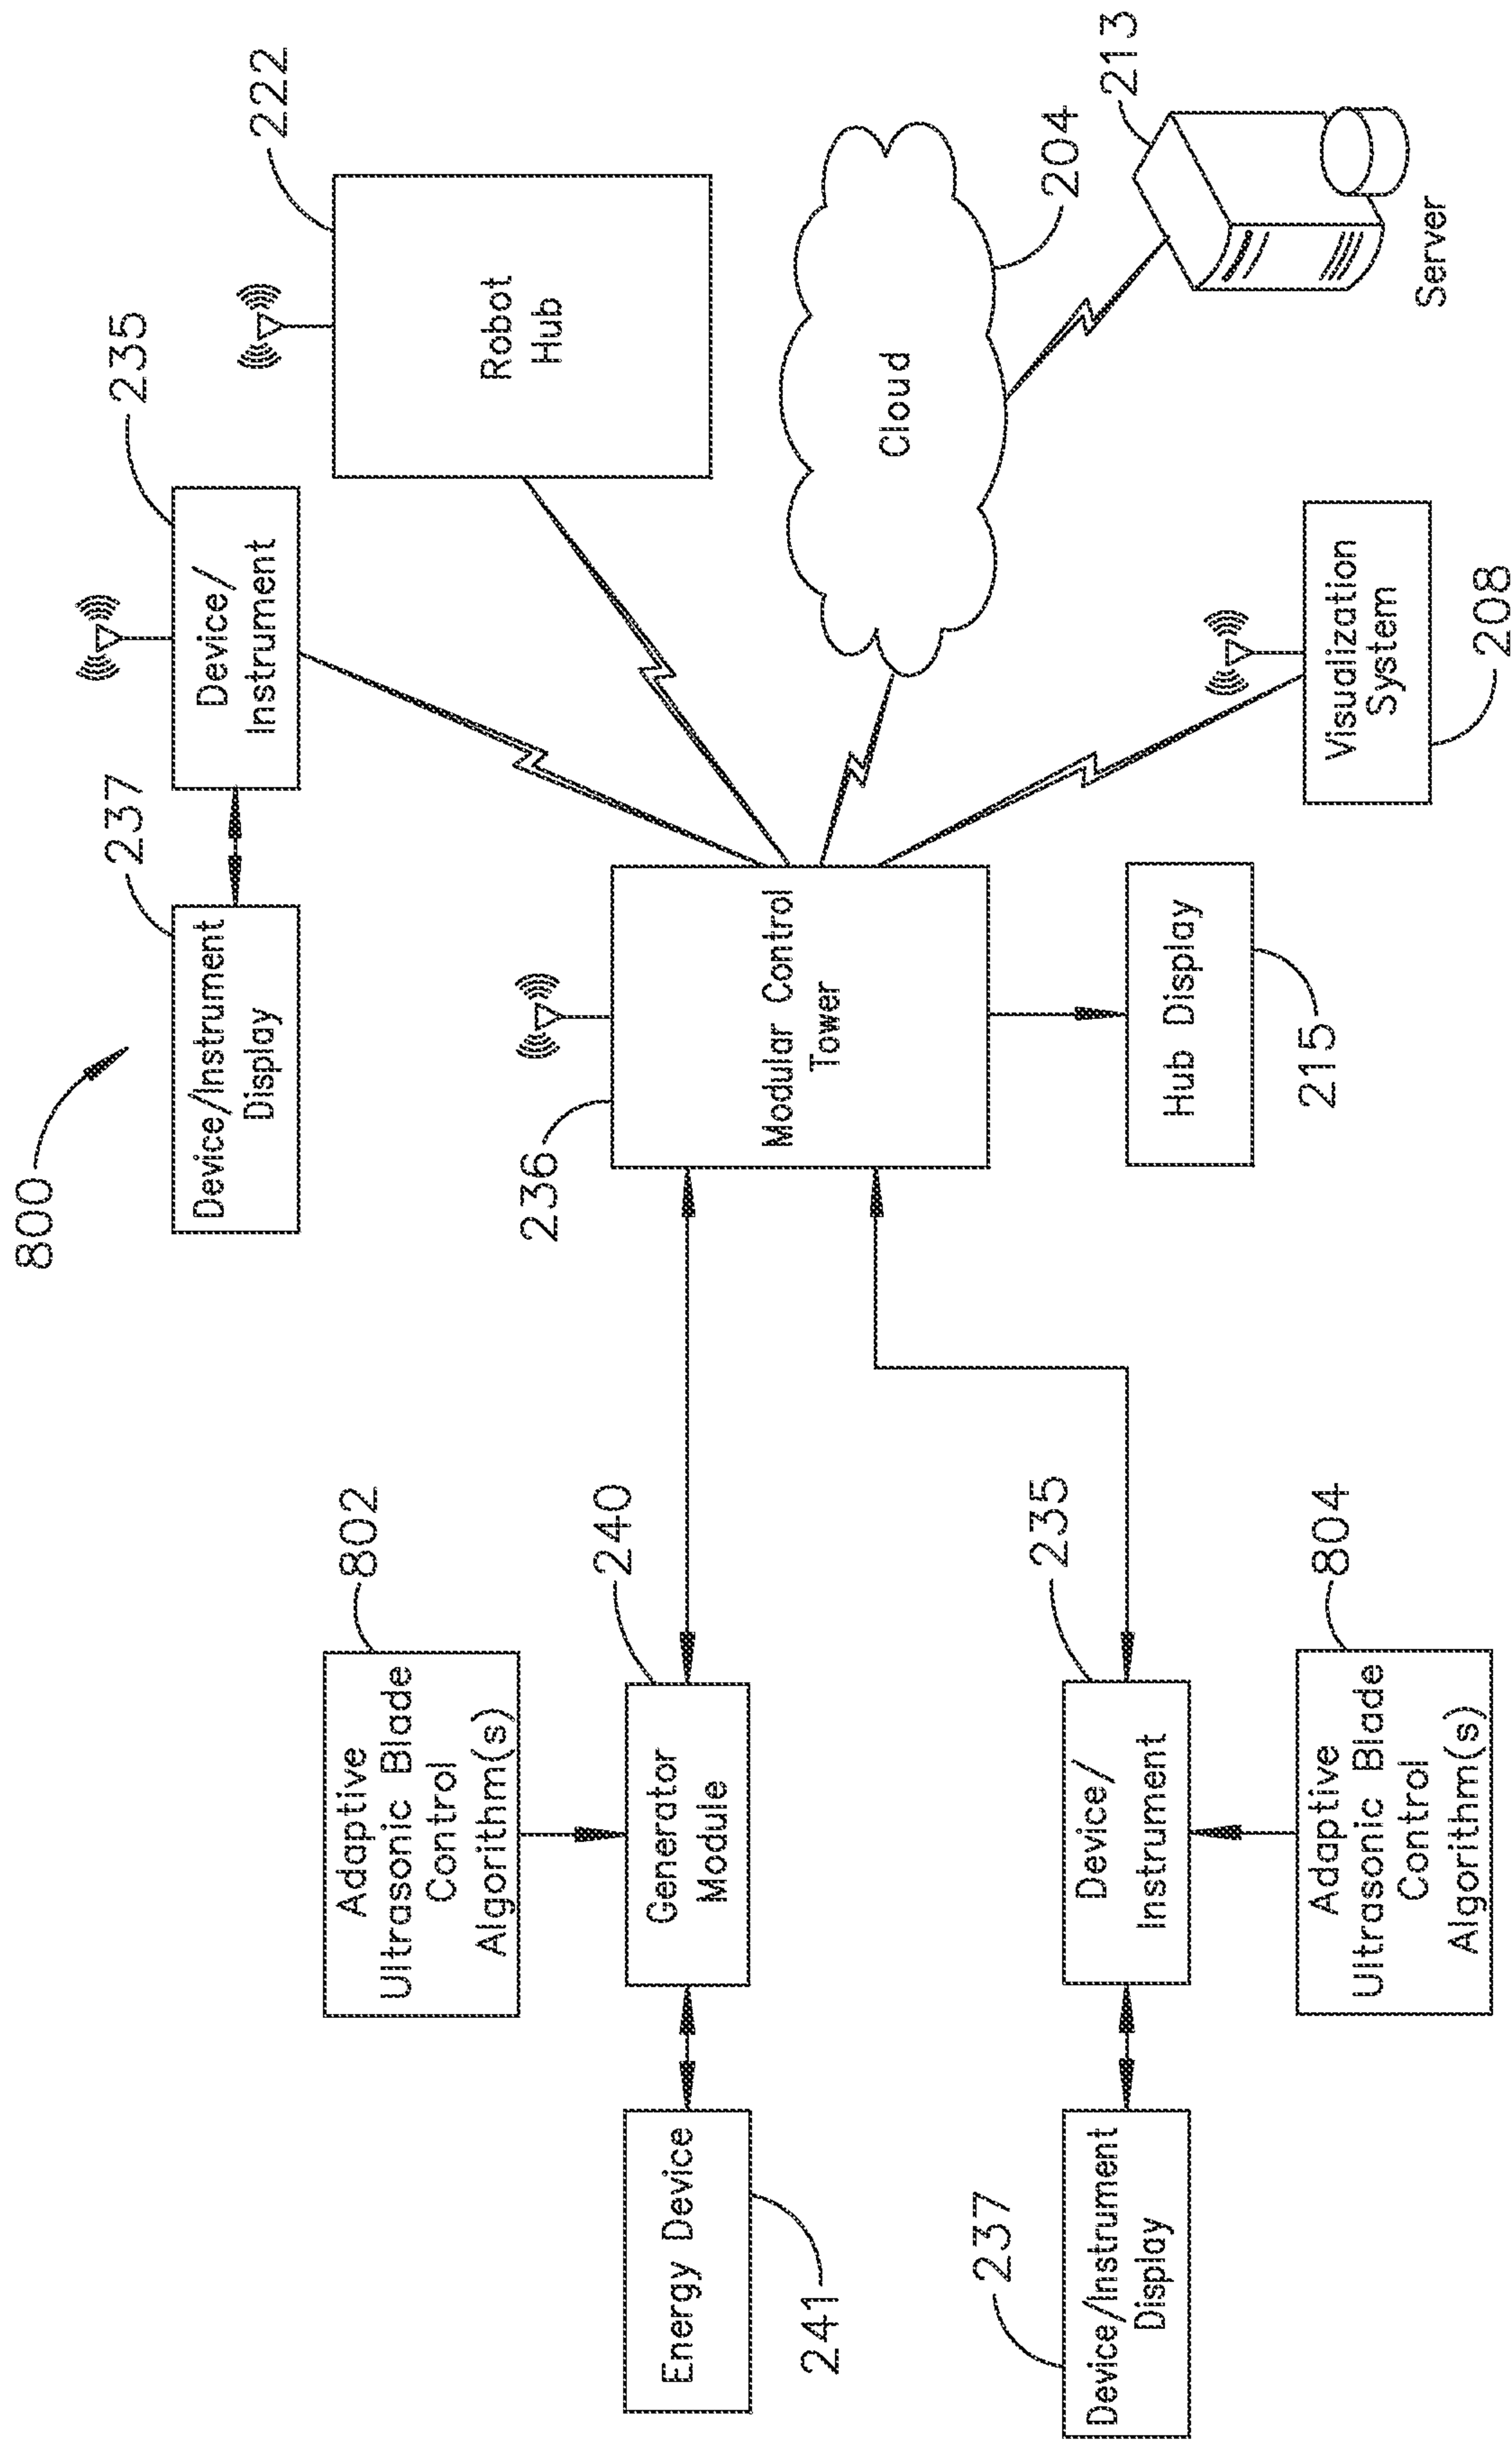 800
237
Device/Instrument
Display
235
Device/
Instrument
222
Robot
Hub
236
Modular Control
Tower
Cloud
204
213
Server
Hub Display
215
Visualization
System
208
802
Adaptive
Ultrasonic Blade
Control
Algorithm(s)
240
Generator
Module
Energy Device
241
235
Device/
Instrument
237
Device/Instrument
Display
804
Adaptive
Ultrasonic Blade
Control
Algorithm(s)